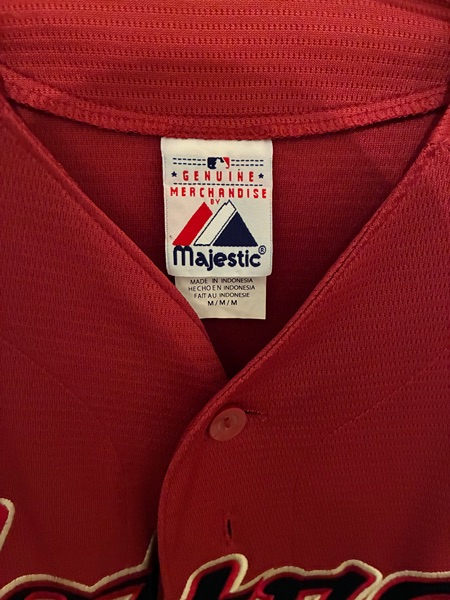 GENUINE
MERCHANDISE
BY
Majestic®
MADE IN INDONESIA
HECHO EN INDONESIA
FAIT AU INDONESIE
M/M/M